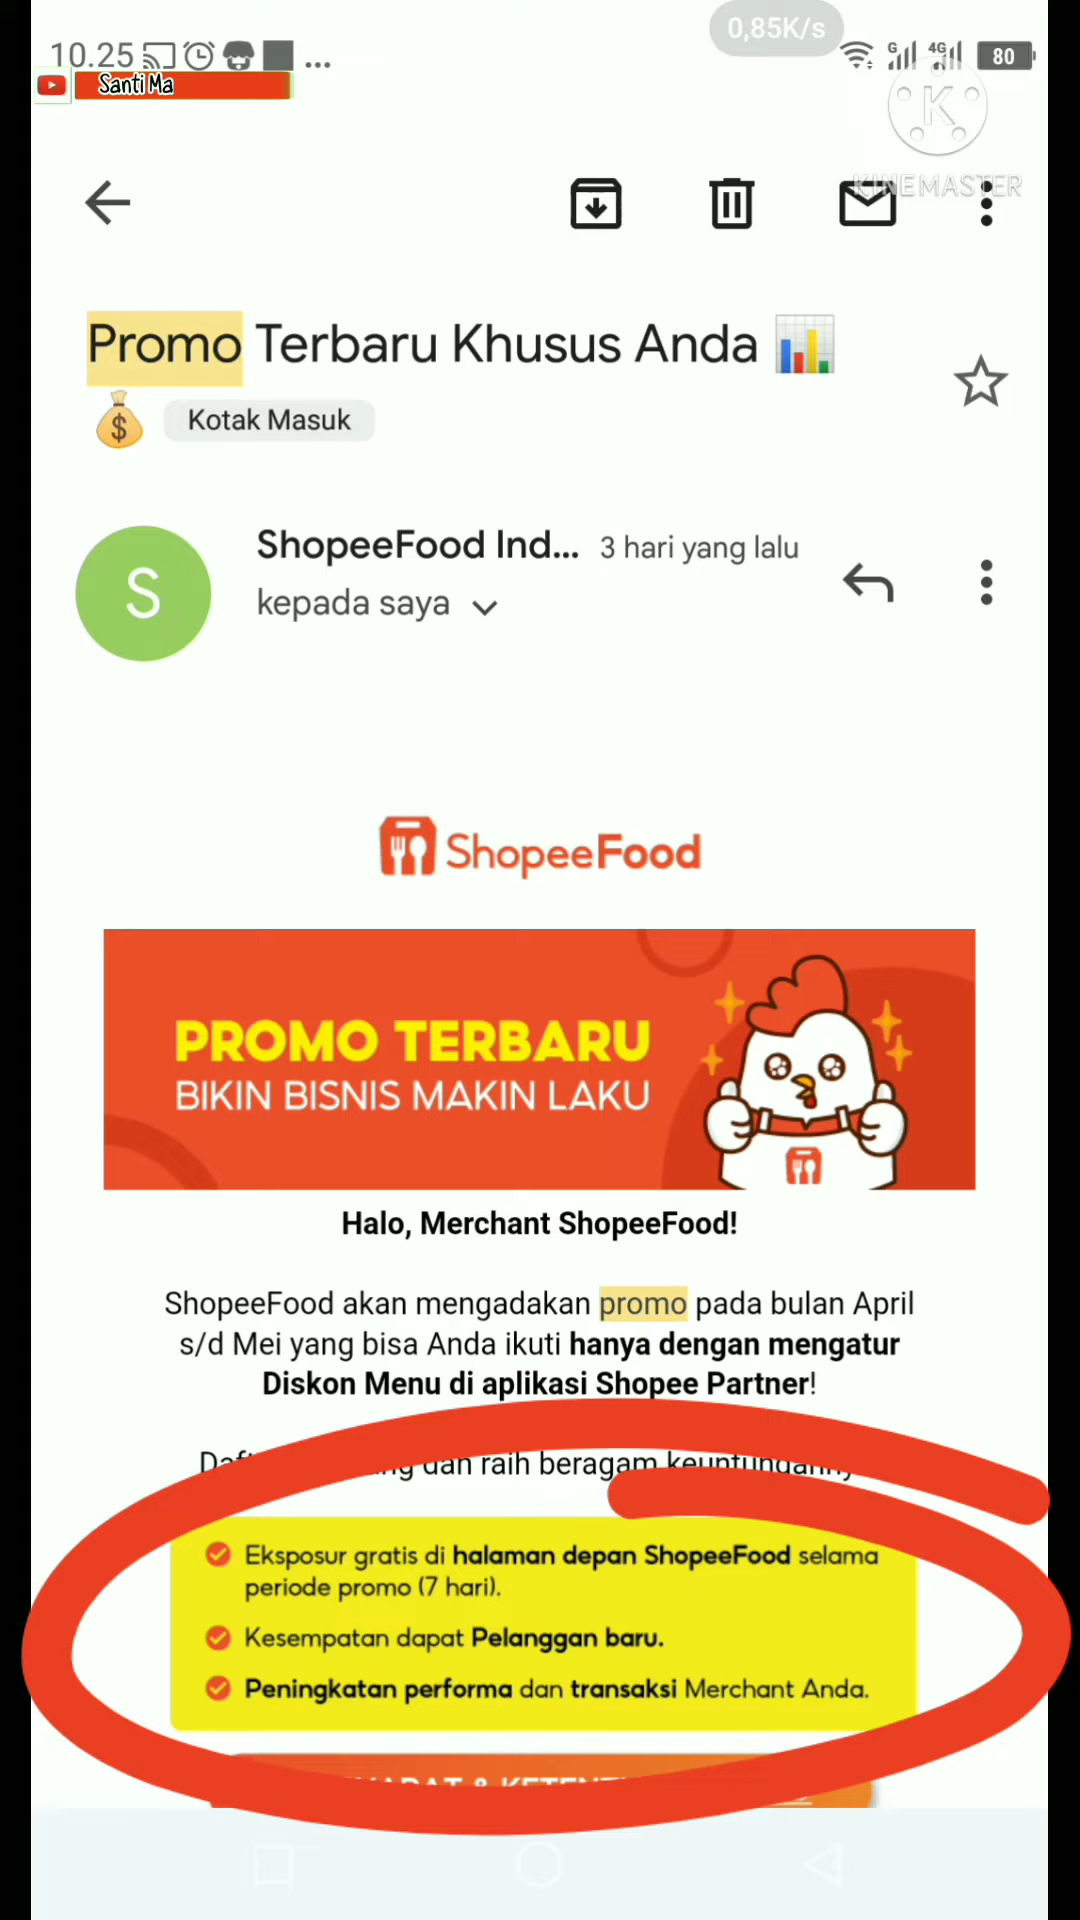 0,85K/s
10.25 ... G 4G 80
Santi Ma
K
KINEMASTER
Promo Terbaru Khusus Anda
Kotak Masuk
S
ShopeeFood Ind... 3 hari yang lalu
kepada saya
ShopeeFood
PROMO TERBARU
BIKIN BISNIS MAKIN LAKU
Halo, Merchant ShopeeFood!
ShopeeFood akan mengadakan promo pada bulan April
s/d Mei yang bisa Anda ikuti hanya dengan mengatur
Diskon Menu di aplikasi Shopee Partner!
dan raih beragam
Eksposur gratis di halaman depan ShopeeFood selama
periode promo (7 hari).
Kesempatan dapat Pelanggan baru.
Peningkatan performa dan transaksi Merchant Anda.